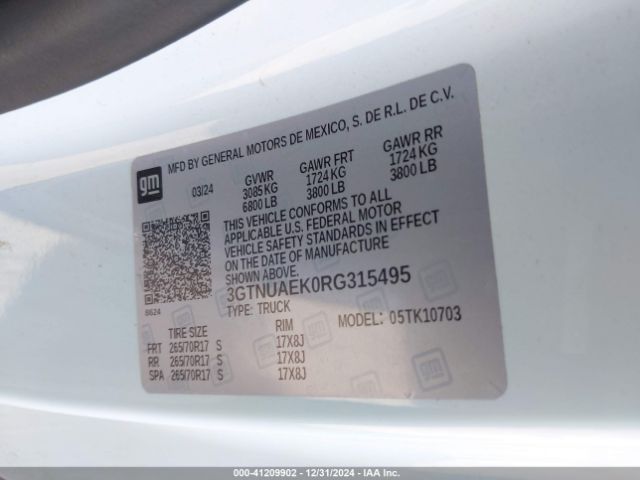 gm
MFD BY GENERAL MOTORS DE MEXICO, S. DE R.L. DE C.V.
03/24
GVWR GAWR FRT GAWR RR
3085 KG 1724 KG 1724 KG
6800 LB 3800 LB 3800 LB
THIS VEHICLE CONFORMS TO ALL
APPLICABLE U.S. FEDERAL MOTOR
VEHICLE SAFETY STANDARDS IN EFFECT
ON THE DATE OF MANUFACTURE
SHOWN ABOVE.
3GTNUAEK0RG315495
TYPE: TRUCK
8624
MODEL: 05TK10703
TIRE SIZE RIM
FRT 265/70R17 S 17X8J
RR 265/70R17 S 17X8J
SPA 265/70R17 S 17X8J
000-41209902 - 12/31/2024 - IAA Inc.